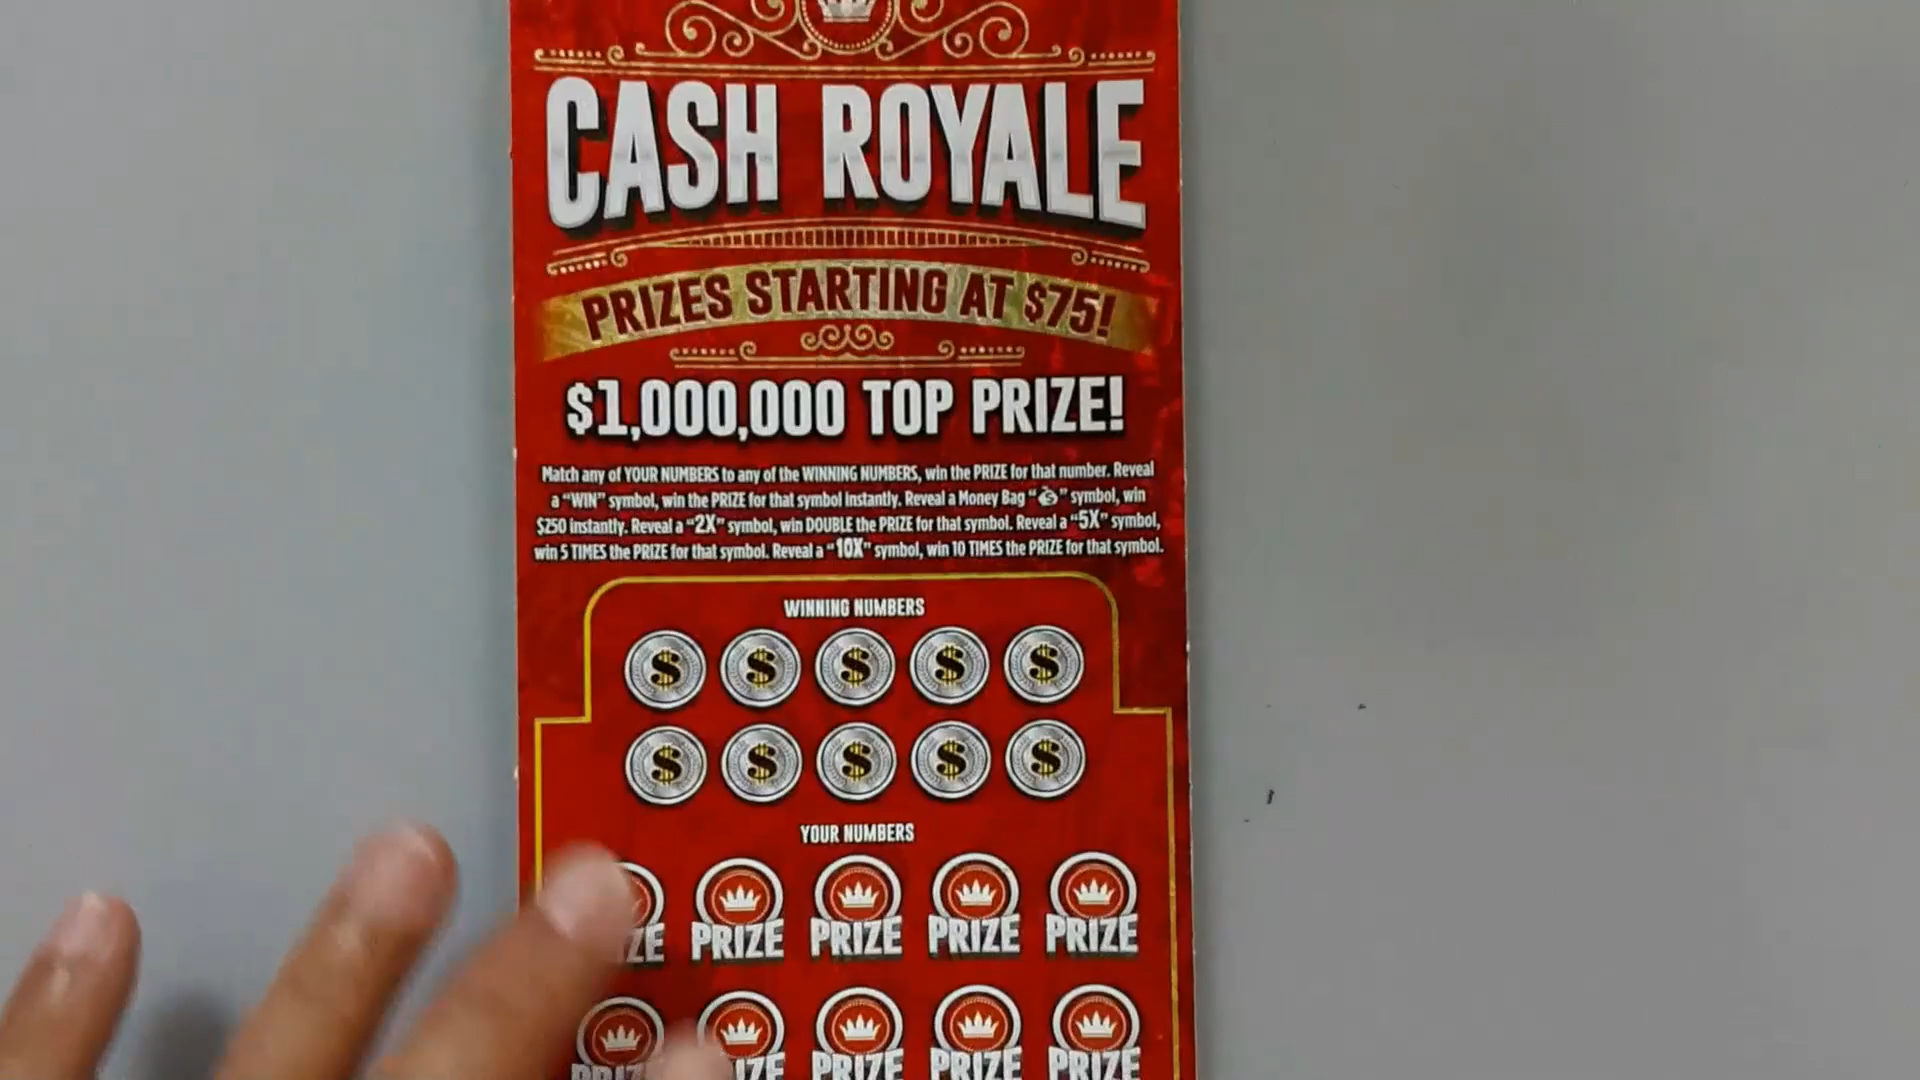 CASH ROYALE
PRIZES STARTING AT $75!
$1,000,000 TOP PRIZE!
Match any of YOUR NUMBERS to any of the WINNING NUMBERS, win the PRIZE for that number. Reveal
a "WIN" symbol, win the PRIZE for that symbol instantly. Reveal a Money Bag " " symbol, win
$250 instantly. Reveal a "2X" symbol, win DOUBLE the PRIZE for that symbol. Reveal a "5X" symbol,
win 5 TIMES the PRIZE for that symbol. Reveal a "10X" symbol, win 10 TIMES the PRIZE for that symbol.
WINNING NUMBERS
$ $ $ $ $
$ $ $ $ $
YOUR NUMBERS
PRIZE PRIZE PRIZE PRIZE
PRIZE PRIZE PRIZE